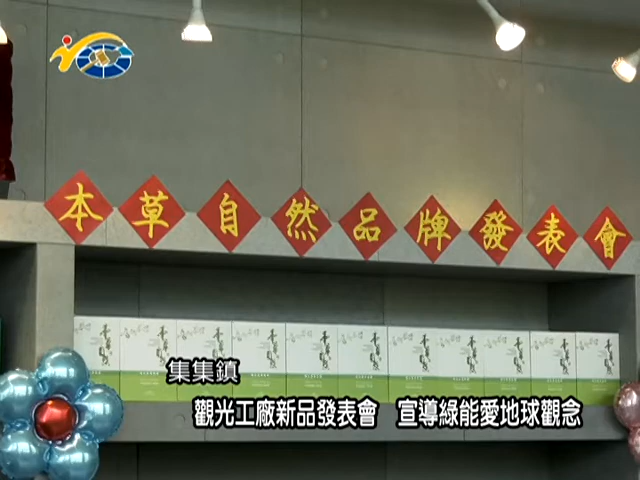 本草自然品牌發表會
集集鎮
觀光工廠新品發表會 宣導綠能愛地球觀念